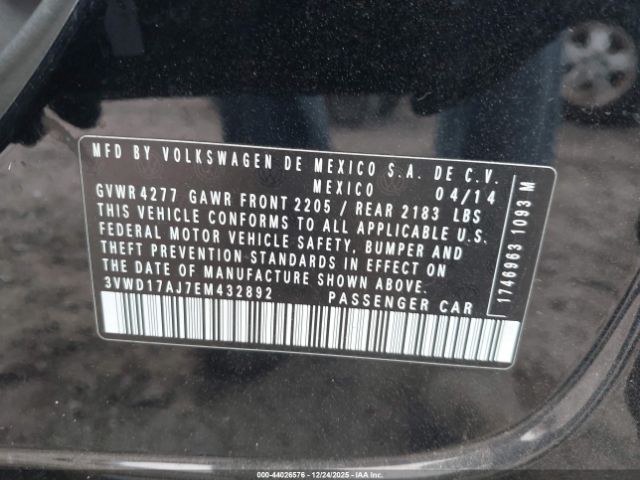 MFD BY VOLKSWAGEN DE MEXICO S.A. DE C.V.
MEXICO 04/14
GVWR 4277 GAWR FRONT 2205 / REAR 2183 LBS
THIS VEHICLE CONFORMS TO ALL APPLICABLE U.S.
FEDERAL MOTOR VEHICLE SAFETY, BUMPER AND
THEFT PREVENTION STANDARDS IN EFFECT ON
THE DATE OF MANUFACTURE SHOWN ABOVE.
3VWD17AJ7EM432892 PASSENGER CAR
1746963 1093 M
000-44026576 - 12/24/2025 - IAAI.COM